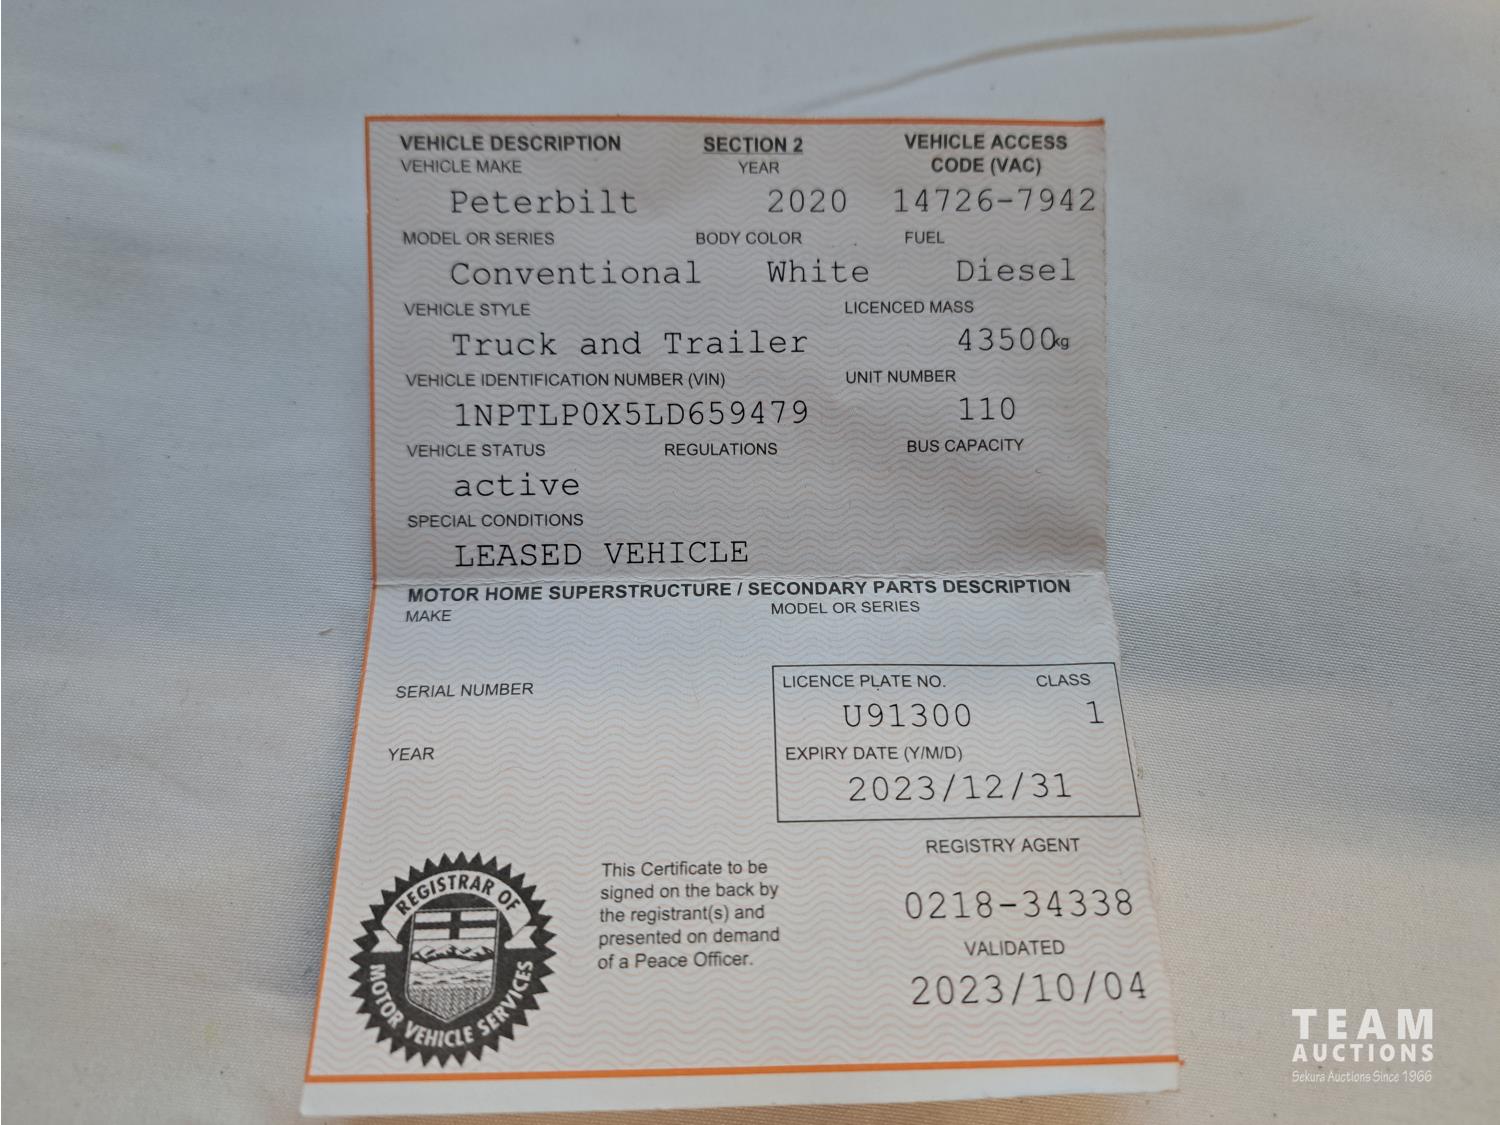 VEHICLE DESCRIPTION SECTION 2 VEHICLE ACCESS
VEHICLE MAKE YEAR CODE (VAC)
Peterbilt 2020 14726-7942
MODEL OR SERIES BODY COLOR FUEL
Conventional White Diesel
VEHICLE STYLE LICENCED MASS
Truck and Trailer 43500kg
VEHICLE IDENTIFICATION NUMBER (VIN) UNIT NUMBER
1NPTLP0X5LD659479 110
VEHICLE STATUS REGULATIONS BUS CAPACITY
active
SPECIAL CONDITIONS
LEASED VEHICLE
MOTOR HOME SUPERSTRUCTURE / SECONDARY PARTS DESCRIPTION
MAKE MODEL OR SERIES
SERIAL NUMBER
LICENCE PLATE NO. CLASS
U91300 1
YEAR
EXPIRY DATE (Y/M/D)
2023/12/31
REGISTRY AGENT
0218-34338
VALIDATED
2023/10/04
This Certificate to be
signed on the back by
the registrant(s) and
presented on demand
of a Peace Officer.
REGISTRAR OF
MOTOR VEHICLE SERVICES
TEAM
AUCTIONS
Sekura Auctions Since 1966